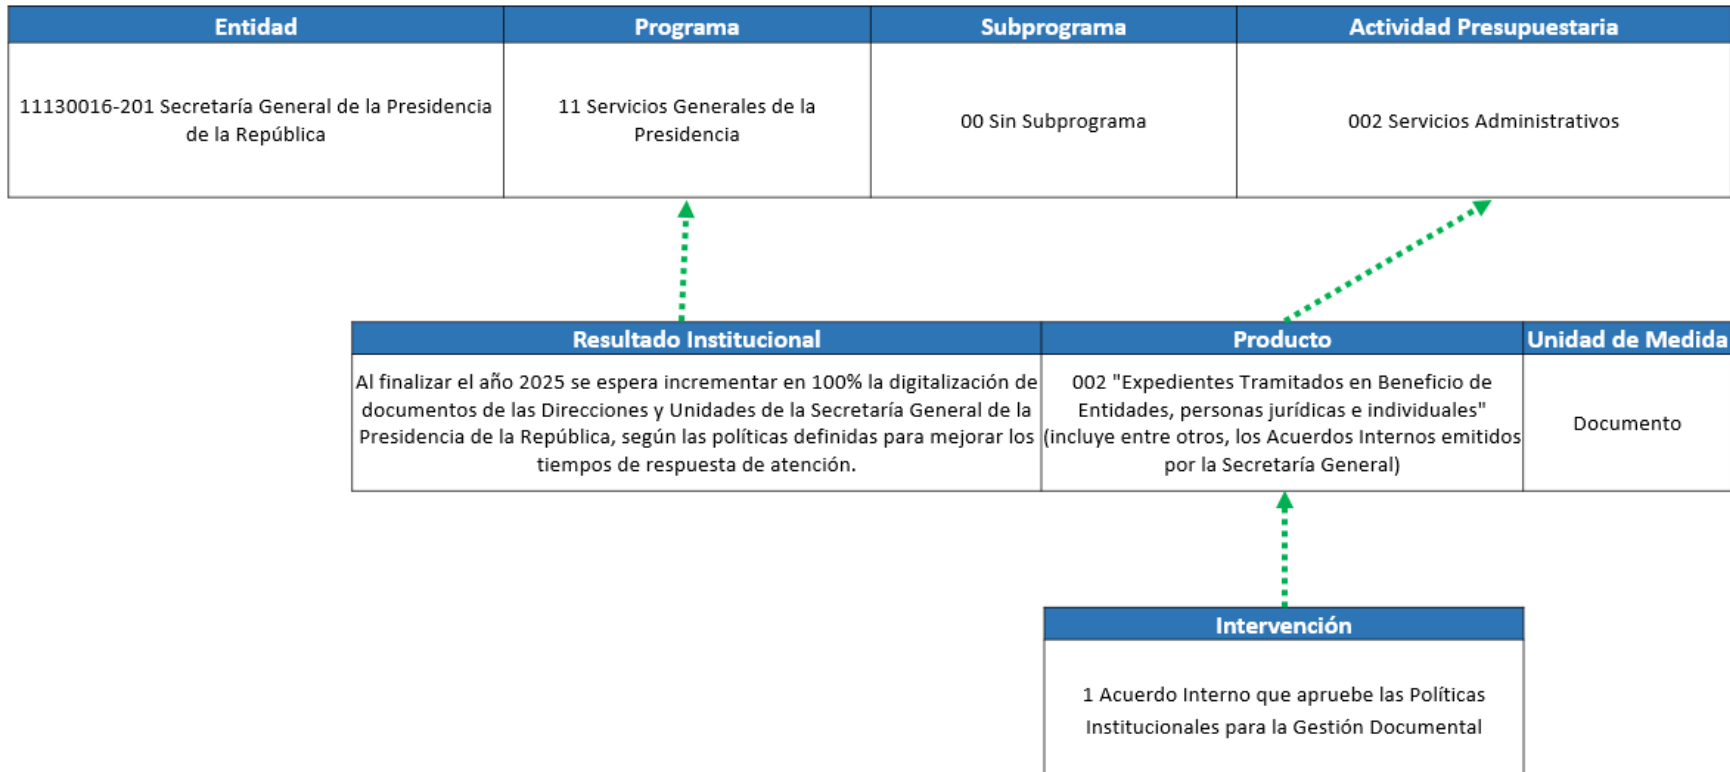 Entidad
Programa
Subprograma
Actividad Presupuestaria
11130016-201 Secretaría General de la Presidencia
de la República
11 Servicios Generales de la
Presidencia
00 Sin Subprograma
002 Servicios Administrativos
Resultado Institucional
Producto
Unidad de Medida
Al finalizar el año 2025 se espera incrementar en 100% la digitalización de
documentos de las Direcciones y Unidades de la Secretaría General de la
Presidencia de la República, según las políticas definidas para mejorar los
tiempos de respuesta de atención.
002 "Expedientes Tramitados en Beneficio de
Entidades, personas jurídicas e individuales"
(incluye entre otros, los Acuerdos Internos emitidos
por la Secretaría General)
Documento
Intervención
1 Acuerdo Interno que apruebe las Políticas
Institucionales para la Gestión Documental